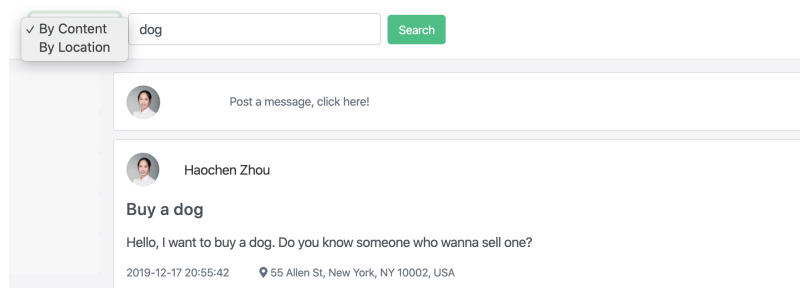 ✓ By Content
By Location
dog
Search
Post a message, click here!
Haochen Zhou
Buy a dog
Hello, I want to buy a dog. Do you know someone who wanna sell one?
2019-12-17 20:55:42 55 Allen St, New York, NY 10002, USA